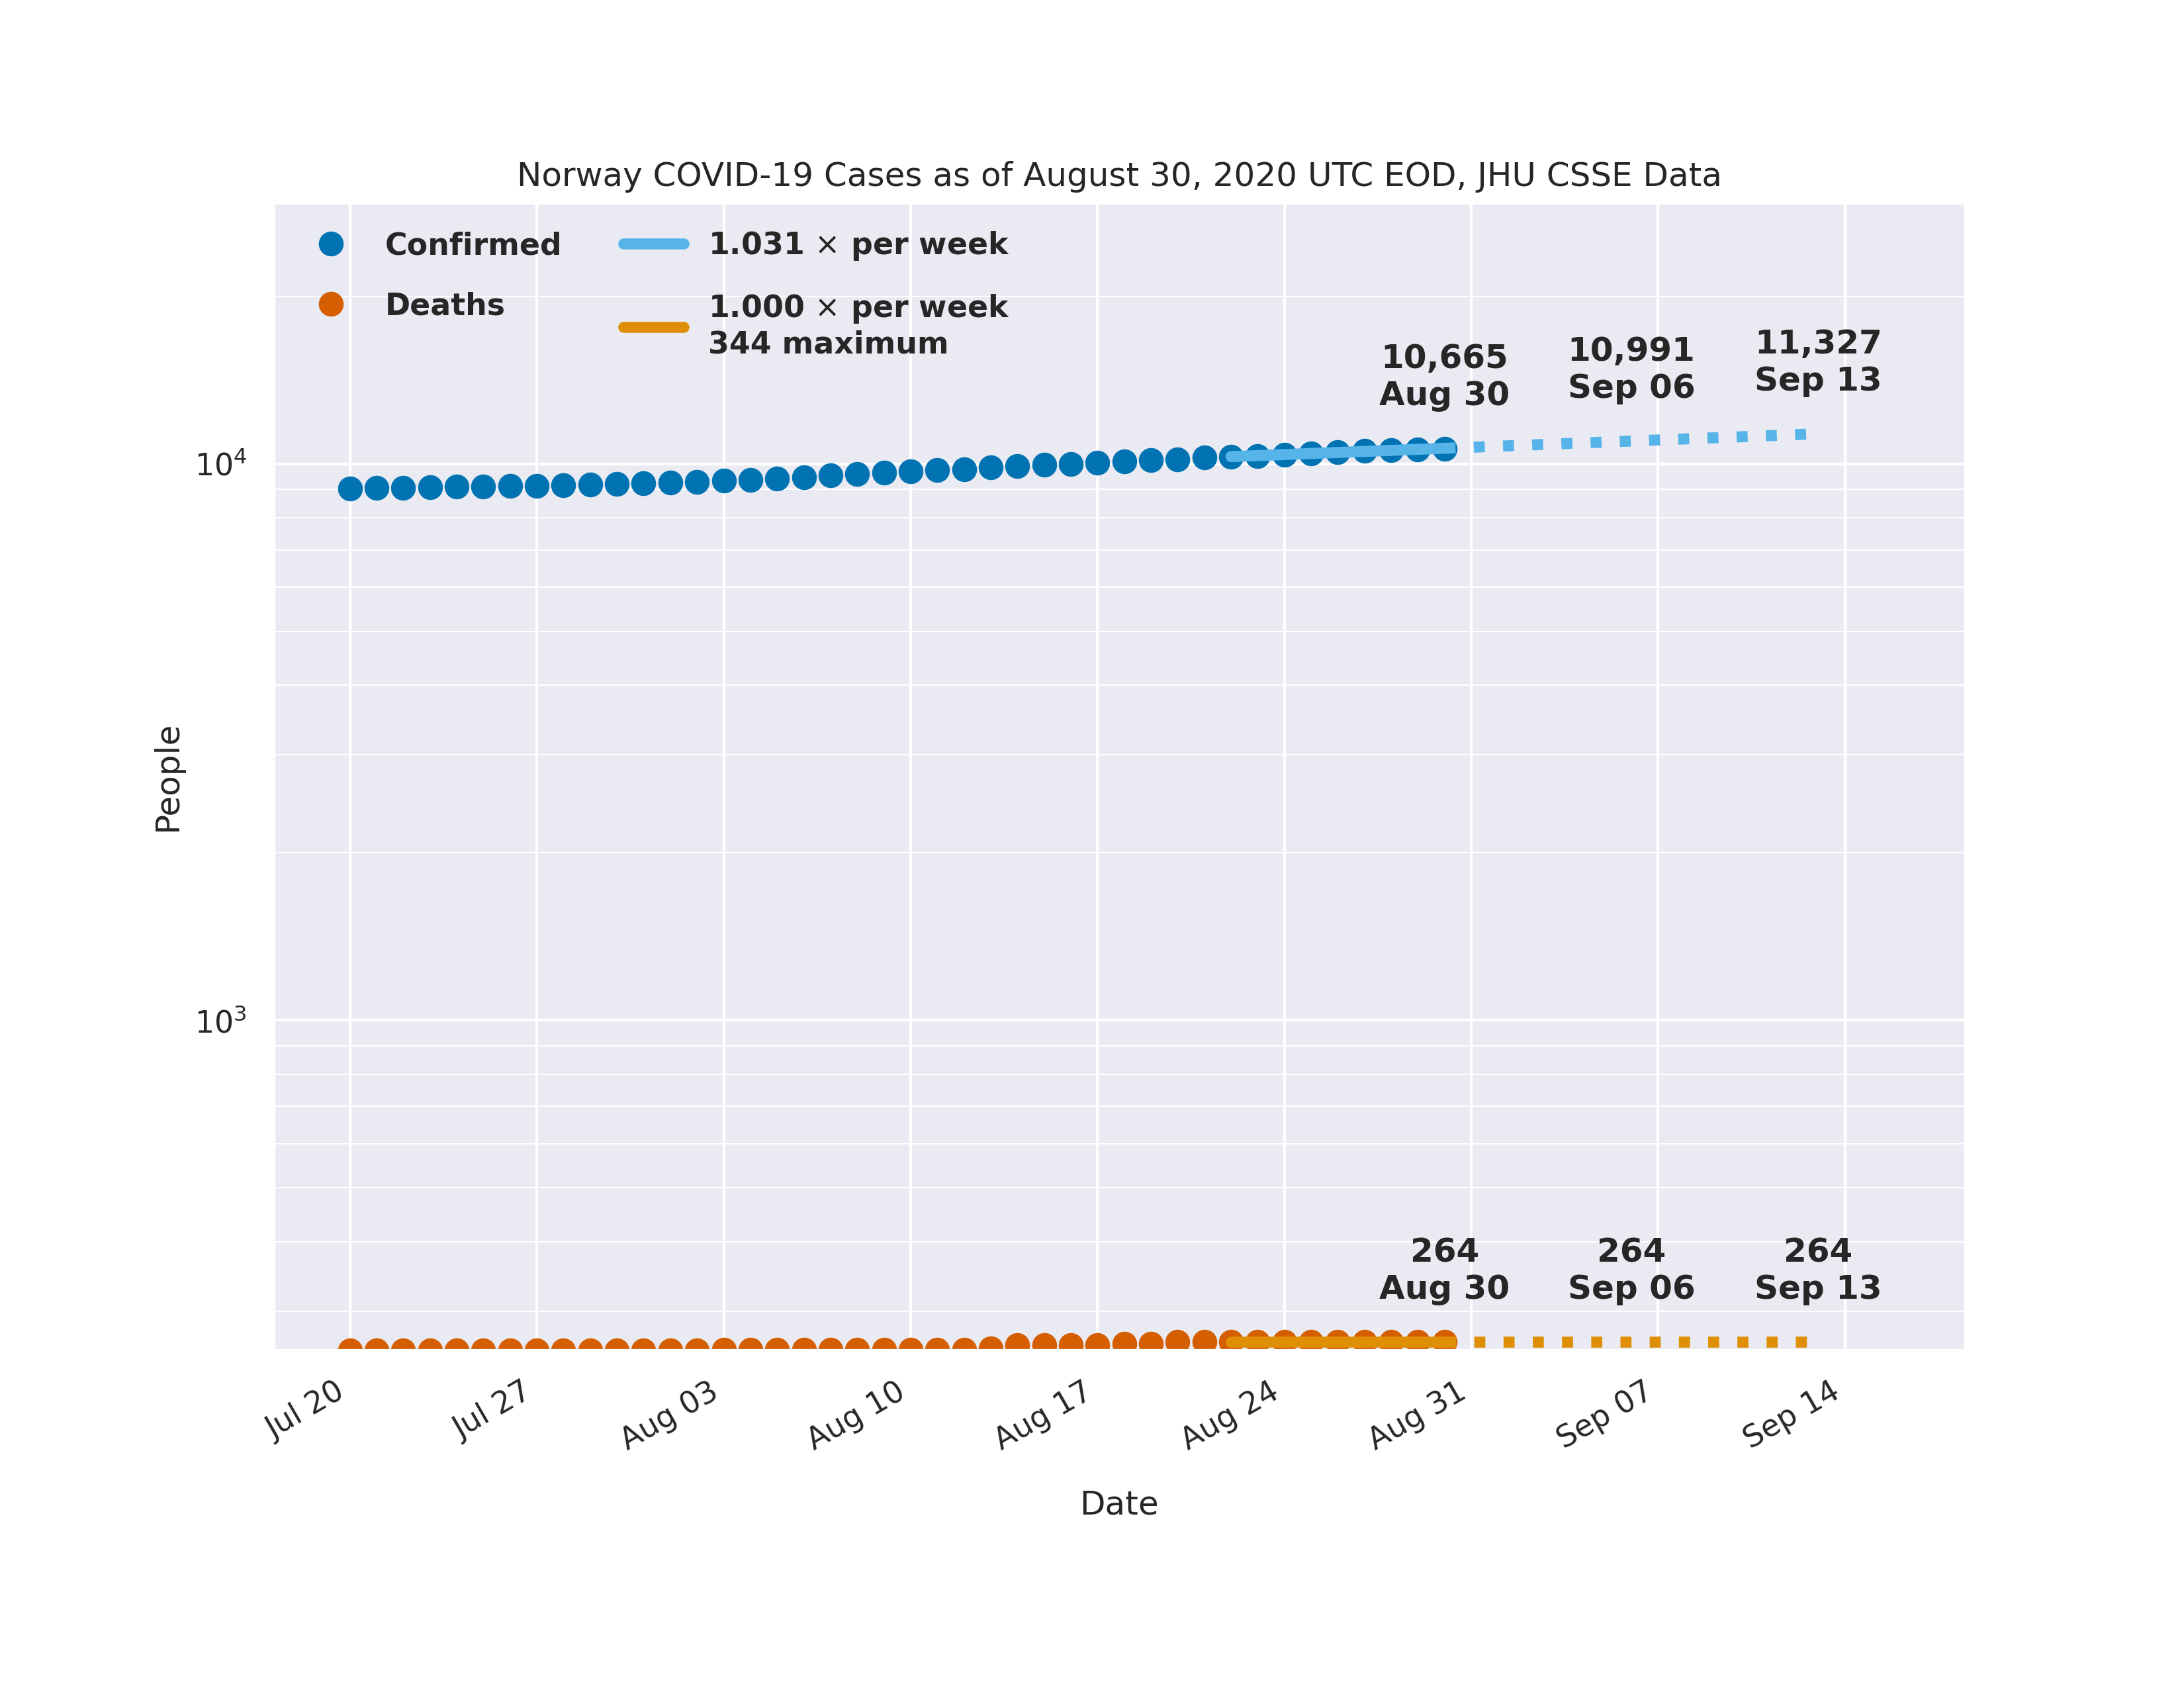 Norway COVID-19 Cases as of August 30, 2020 UTC EOD, JHU CSSE Data
Confirmed
Deaths
1.031 × per week
1.000 × per week
344 maximum
10,665
Aug 30
10,991
Sep 06
11,327
Sep 13
10⁴
10³
People
264
Aug 30
264
Sep 06
264
Sep 13
Jul 20
Jul 27
Aug 03
Aug 10
Aug 17
Aug 24
Aug 31
Sep 07
Sep 14
Date